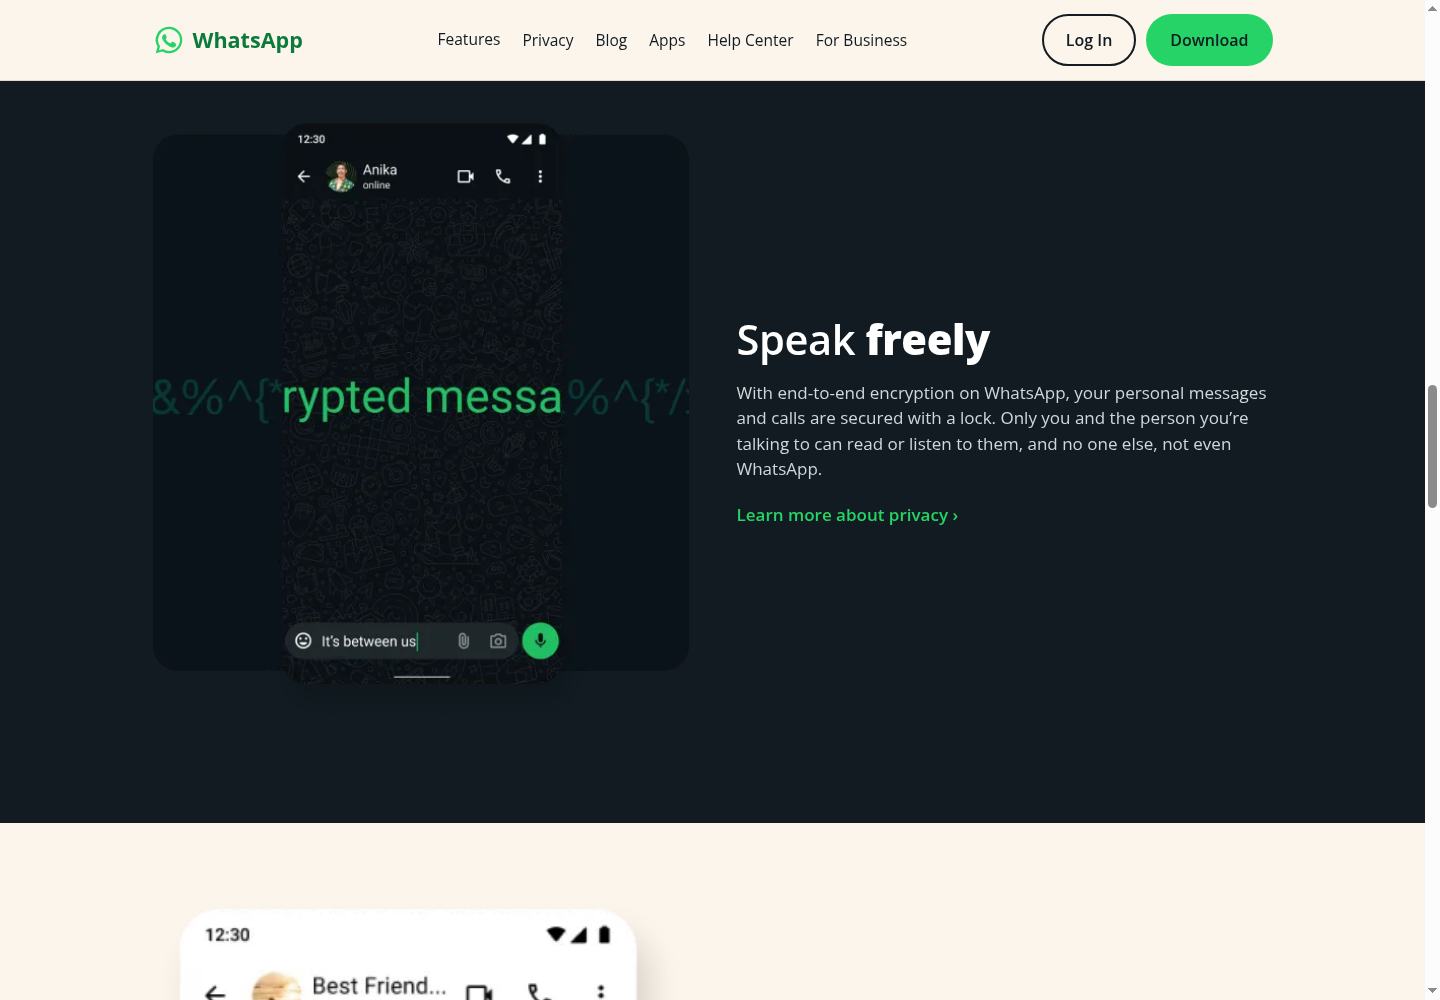 WhatsApp
Features
Privacy
Blog
Apps
Help Center
For Business
Log In
Download
12:30
Anika
online
&%^{*rypted messa%^{*/
It's between us
Speak freely
With end-to-end encryption on WhatsApp, your personal messages
and calls are secured with a lock. Only you and the person you’re
talking to can read or listen to them, and no one else, not even
WhatsApp.
Learn more about privacy ›
12:30
Best Friend...